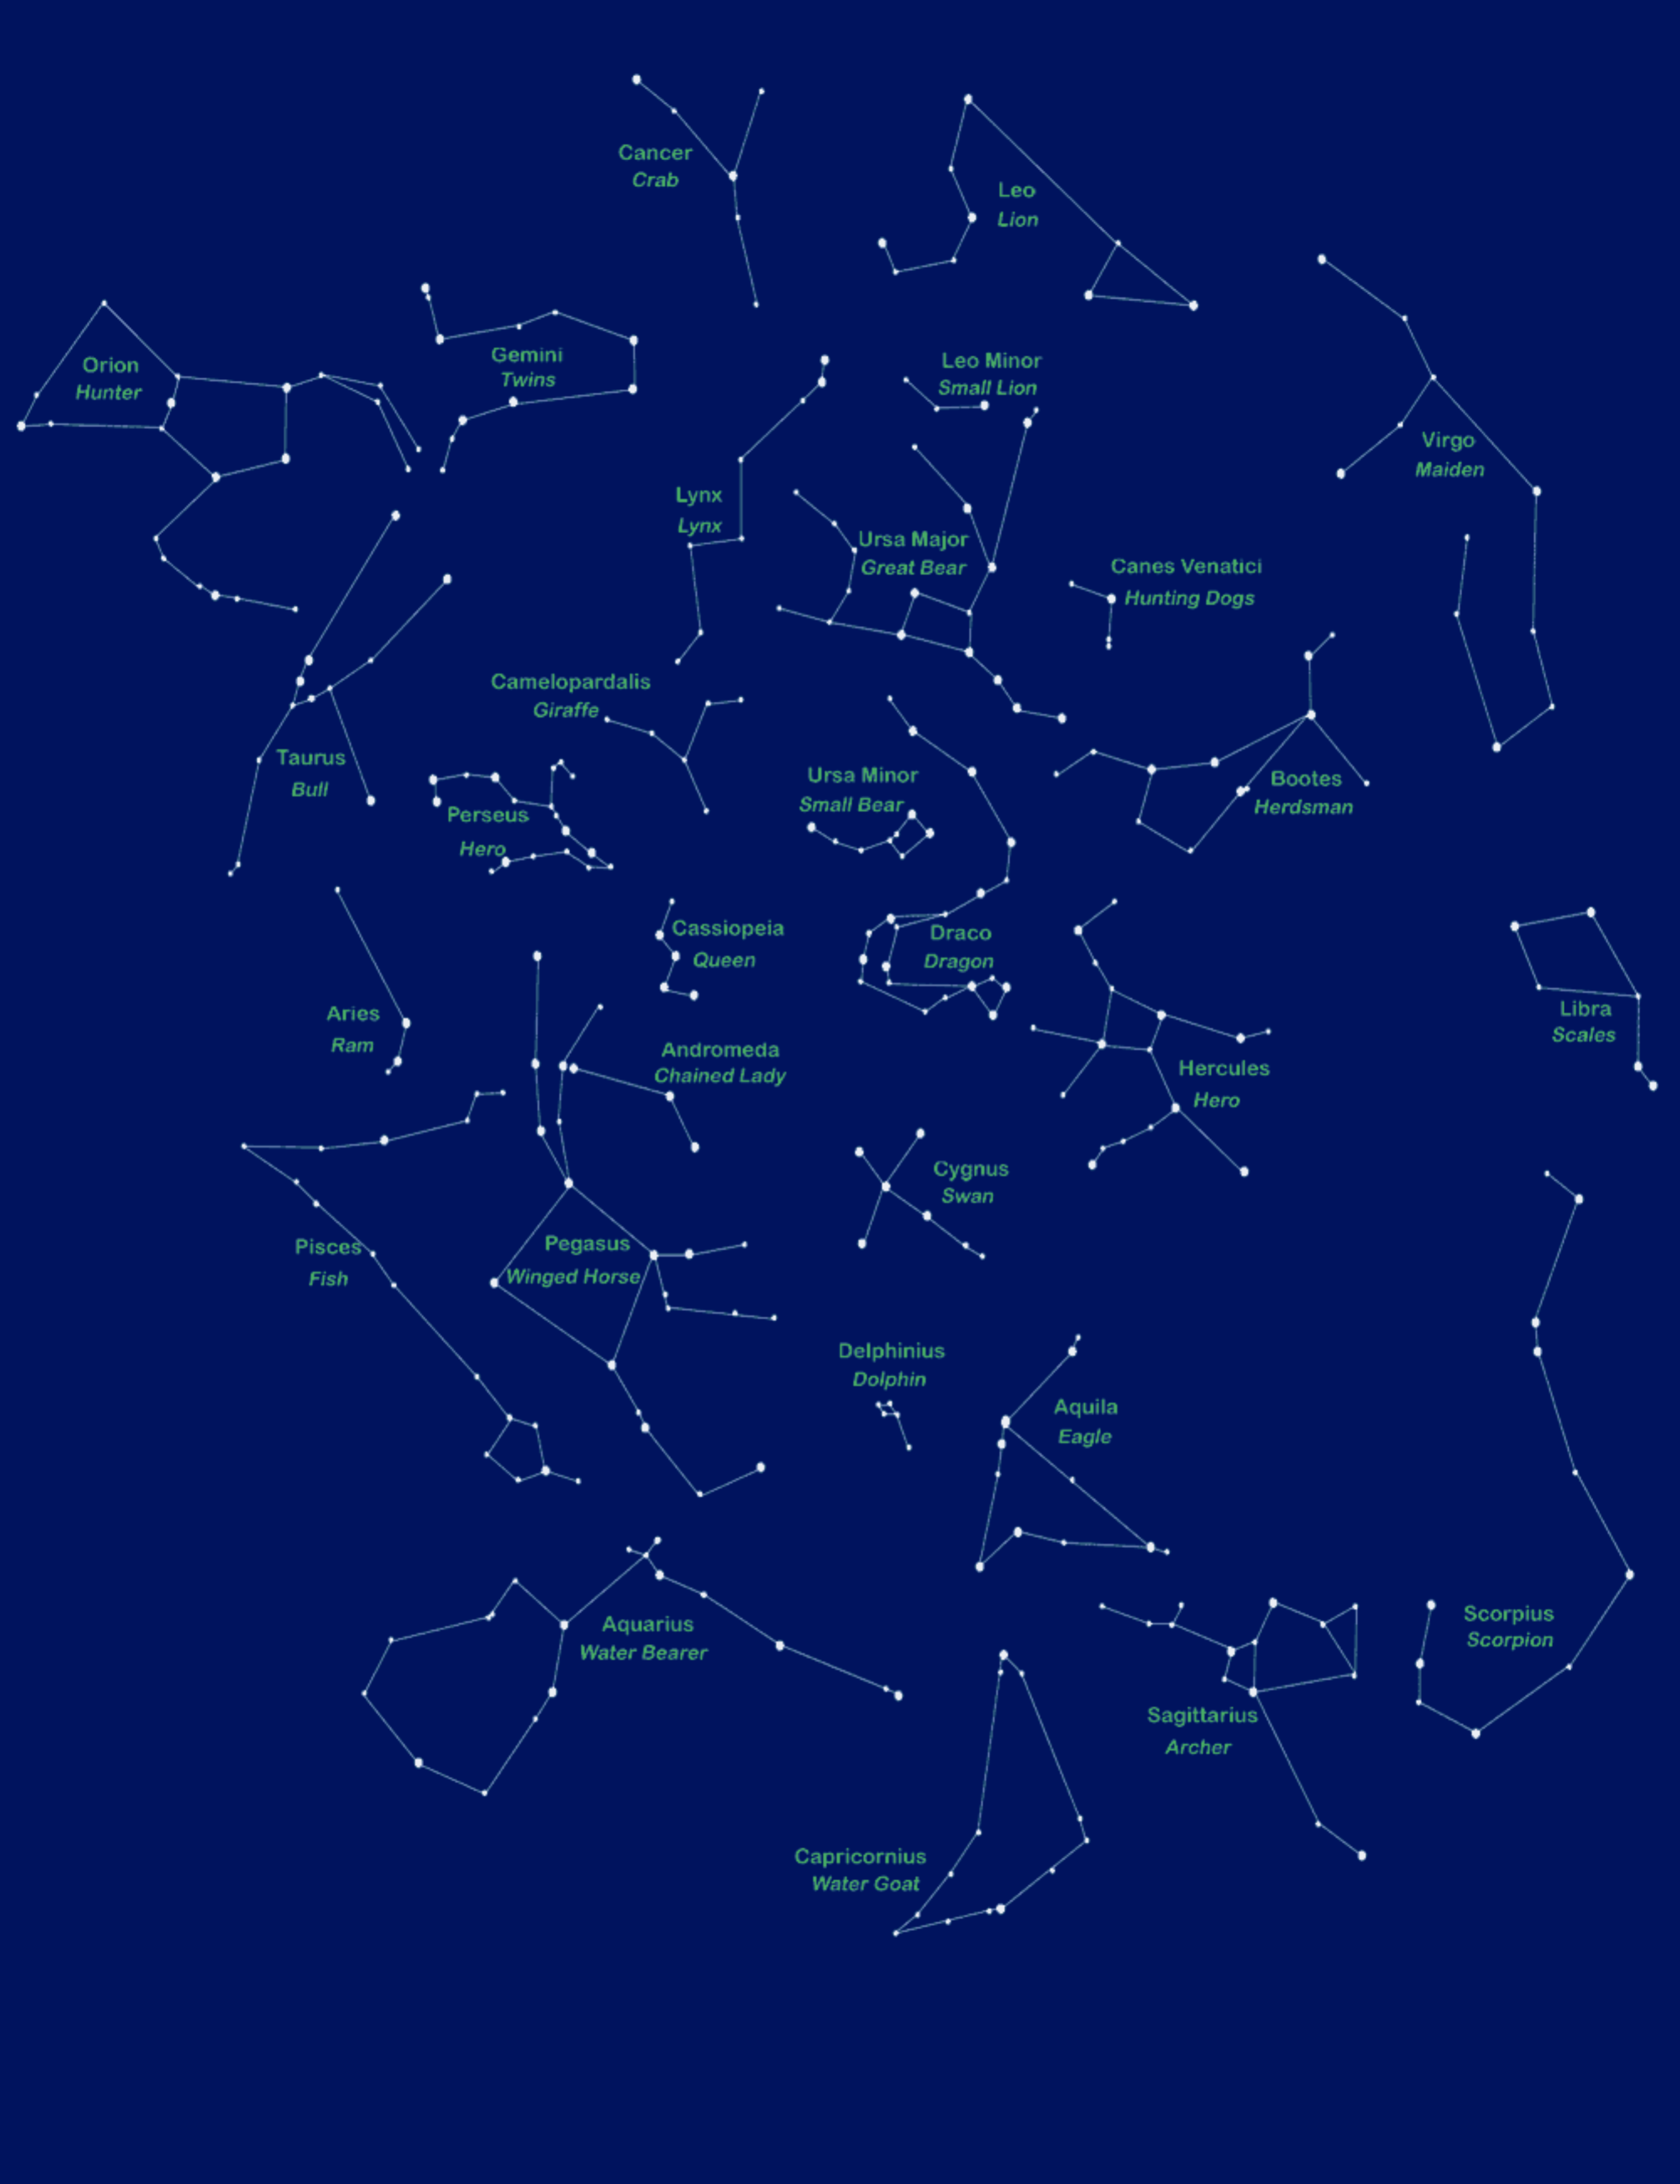 Cancer
Crab
Leo
Lion
Orion
Hunter
Gemini
Twins
Leo Minor
Small Lion
Virgo
Maiden
Lynx
Lynx
Ursa Major
Great Bear
Canes Venatici
Hunting Dogs
Camelopardalis
Giraffe
Taurus
Bull
Perseus
Hero
Ursa Minor
Small Bear
Bootes
Herdsman
Cassiopeia
Queen
Draco
Dragon
Aries
Ram
Libra
Scales
Andromeda
Chained Lady
Hercules
Hero
Cygnus
Swan
Pisces
Fish
Pegasus
Winged Horse
Delphinius
Dolphin
Aquila
Eagle
Aquarius
Water Bearer
Scorpius
Scorpion
Sagittarius
Archer
Capricornius
Water Goat